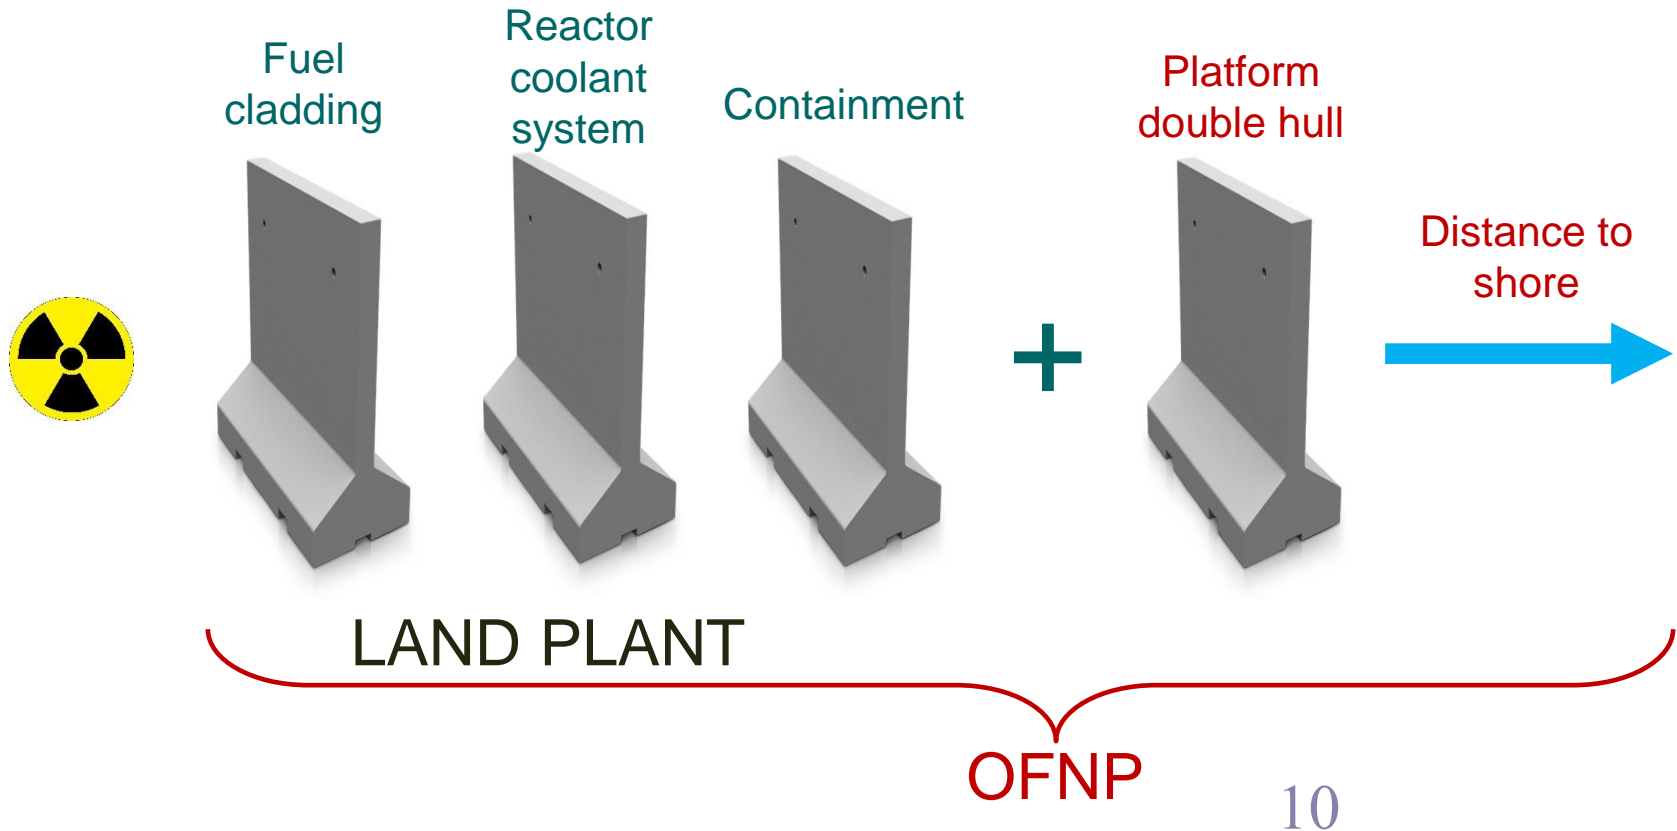 Fuel
cladding
Reactor
coolant
system
Containment
+
Platform
double hull
Distance to
shore
LAND PLANT
OFNP
10